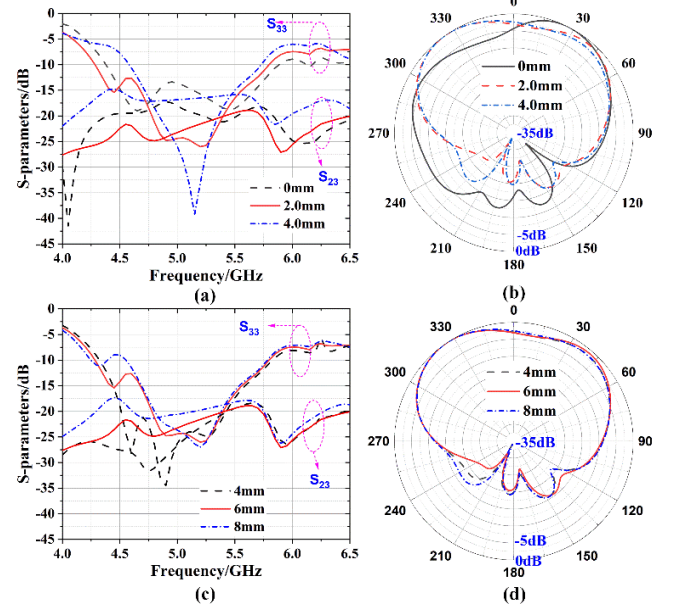 0
-5
-10
-15
-20
-25
-30
-35
-40
-45
S-parameters/dB
4.0
4.5
5.0
5.5
6.0
6.5
Frequency/GHz
S33
S23
0mm
2.0mm
4.0mm
(a)
0
30
60
90
120
150
180
210
240
270
300
330
0mm
2.0mm
4.0mm
-35dB
-5dB
0dB
(b)
0
-5
-10
-15
-20
-25
-30
-35
-40
-45
S-parameters/dB
4.0
4.5
5.0
5.5
6.0
6.5
Frequency/GHz
S33
S23
4mm
6mm
8mm
(c)
0
30
60
90
120
150
180
210
240
270
300
330
4mm
6mm
8mm
-35dB
-5dB
0dB
(d)